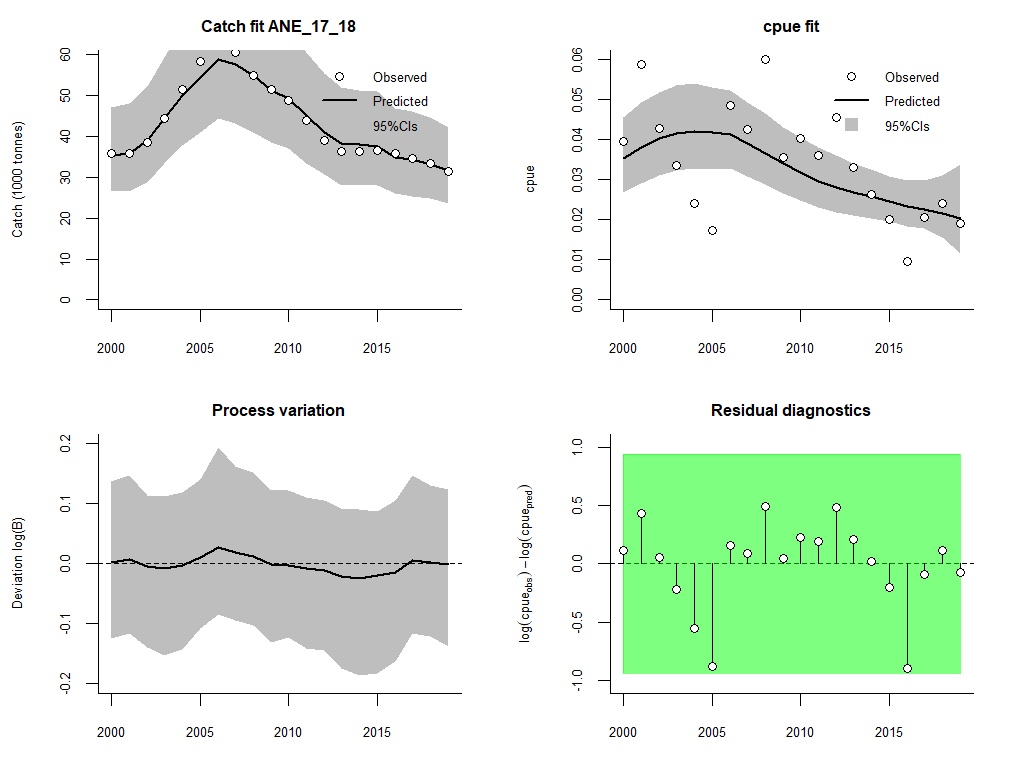 Catch fit ANE_17_18
Catch (1000 tonnes)
0 10 20 30 40 50 60
2000 2005 2010 2015
Observed
Predicted
95%CIs
cpue fit
cpue
0.00 0.01 0.02 0.03 0.04 0.05 0.06
2000 2005 2010 2015
Observed
Predicted
95%CIs
Process variation
Deviation log(B)
-0.2 -0.1 0.0 0.1 0.2
2000 2005 2010 2015
Residual diagnostics
log(cpue_obs) − log(cpue_pred)
-1.0 -0.5 0.0 0.5 1.0
2000 2005 2010 2015